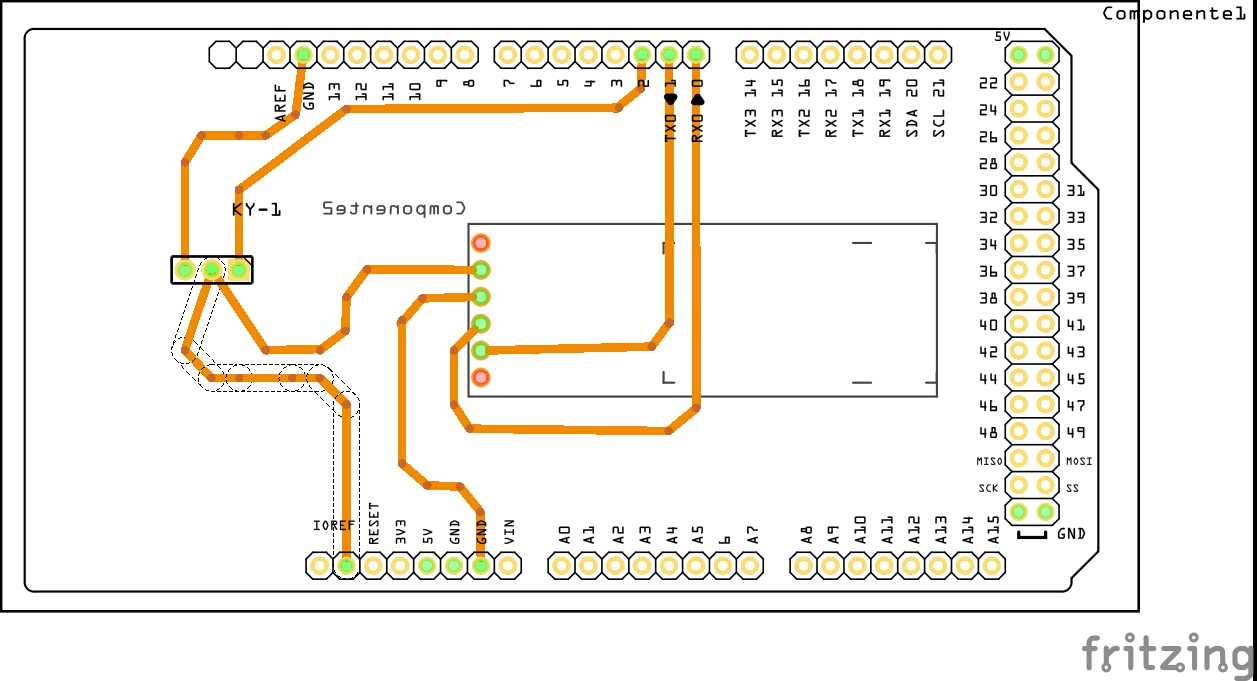 Componente1
5V
AREF
GND
13
12
11
10
9
8
7
6
5
4
3
2
TX0 1
RX0 0
TX3 14
RX3 15
TX2 16
RX2 17
TX1 18
RX1 19
SDA 20
SCL 21
22
24
26
28
30 31
32 33
34 35
36 37
38 39
40 41
42 43
44 45
46 47
48 49
MISO MOSI
SCK SS
GND
KY-1
Componente2
IOREF
RESET
3V3
5V
GND
GND
VIN
A0
A1
A2
A3
A4
A5
6
A7
A8
A9
A10
A11
A12
A13
A14
A15
fritzing